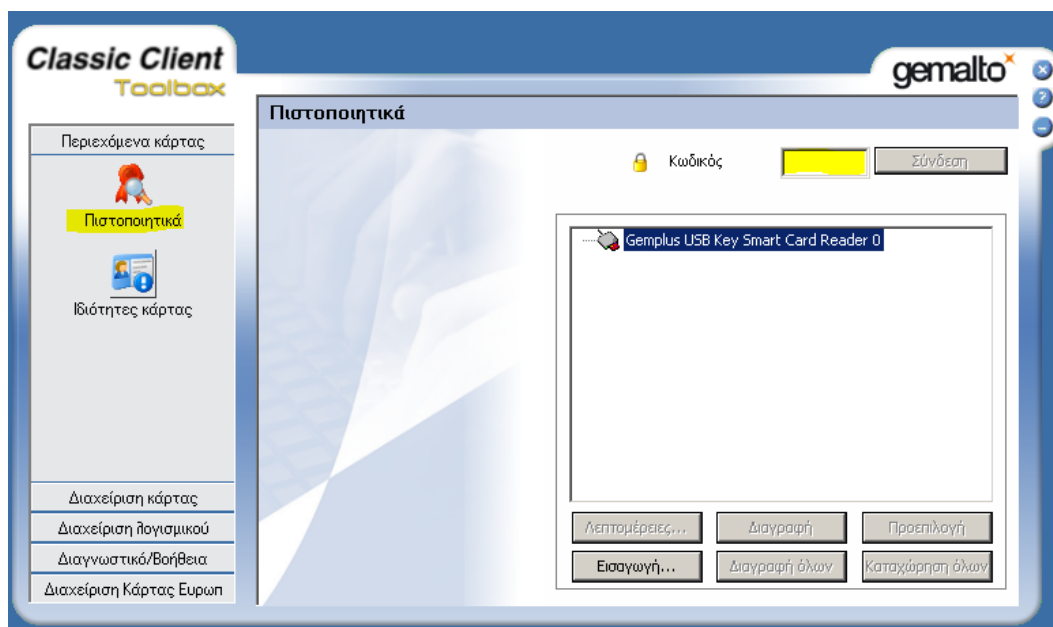 Classic Client
Toolbox
gemalto
Πιστοποιητικά
Περιεχόμενα κάρτας
Πιστοποιητικά
Ιδιότητες κάρτας
Διαχείριση κάρτας
Διαχείριση λογισμικού
Διαγνωστικό/Βοήθεια
Διαχείριση Κάρτας Ευρωπ
Κωδικός
Σύνδεση
Gemplus USB Key Smart Card Reader 0
Λεπτομέρειες... Διαγραφή Προεπιλογή
Εισαγωγή... Διαγραφή όλων Καταχώρηση όλων